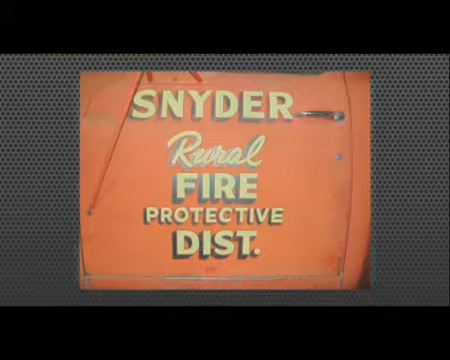 SNYDER
Rural
FIRE
PROTECTIVE
DIST.